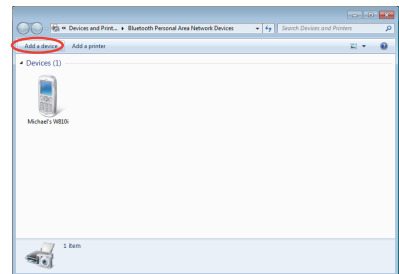 « Devices and Print... ▸ Bluetooth Personal Area Network Devices
Search Devices and Printers
Add a device Add a printer
Devices (1)
Michael's W810i
1 item